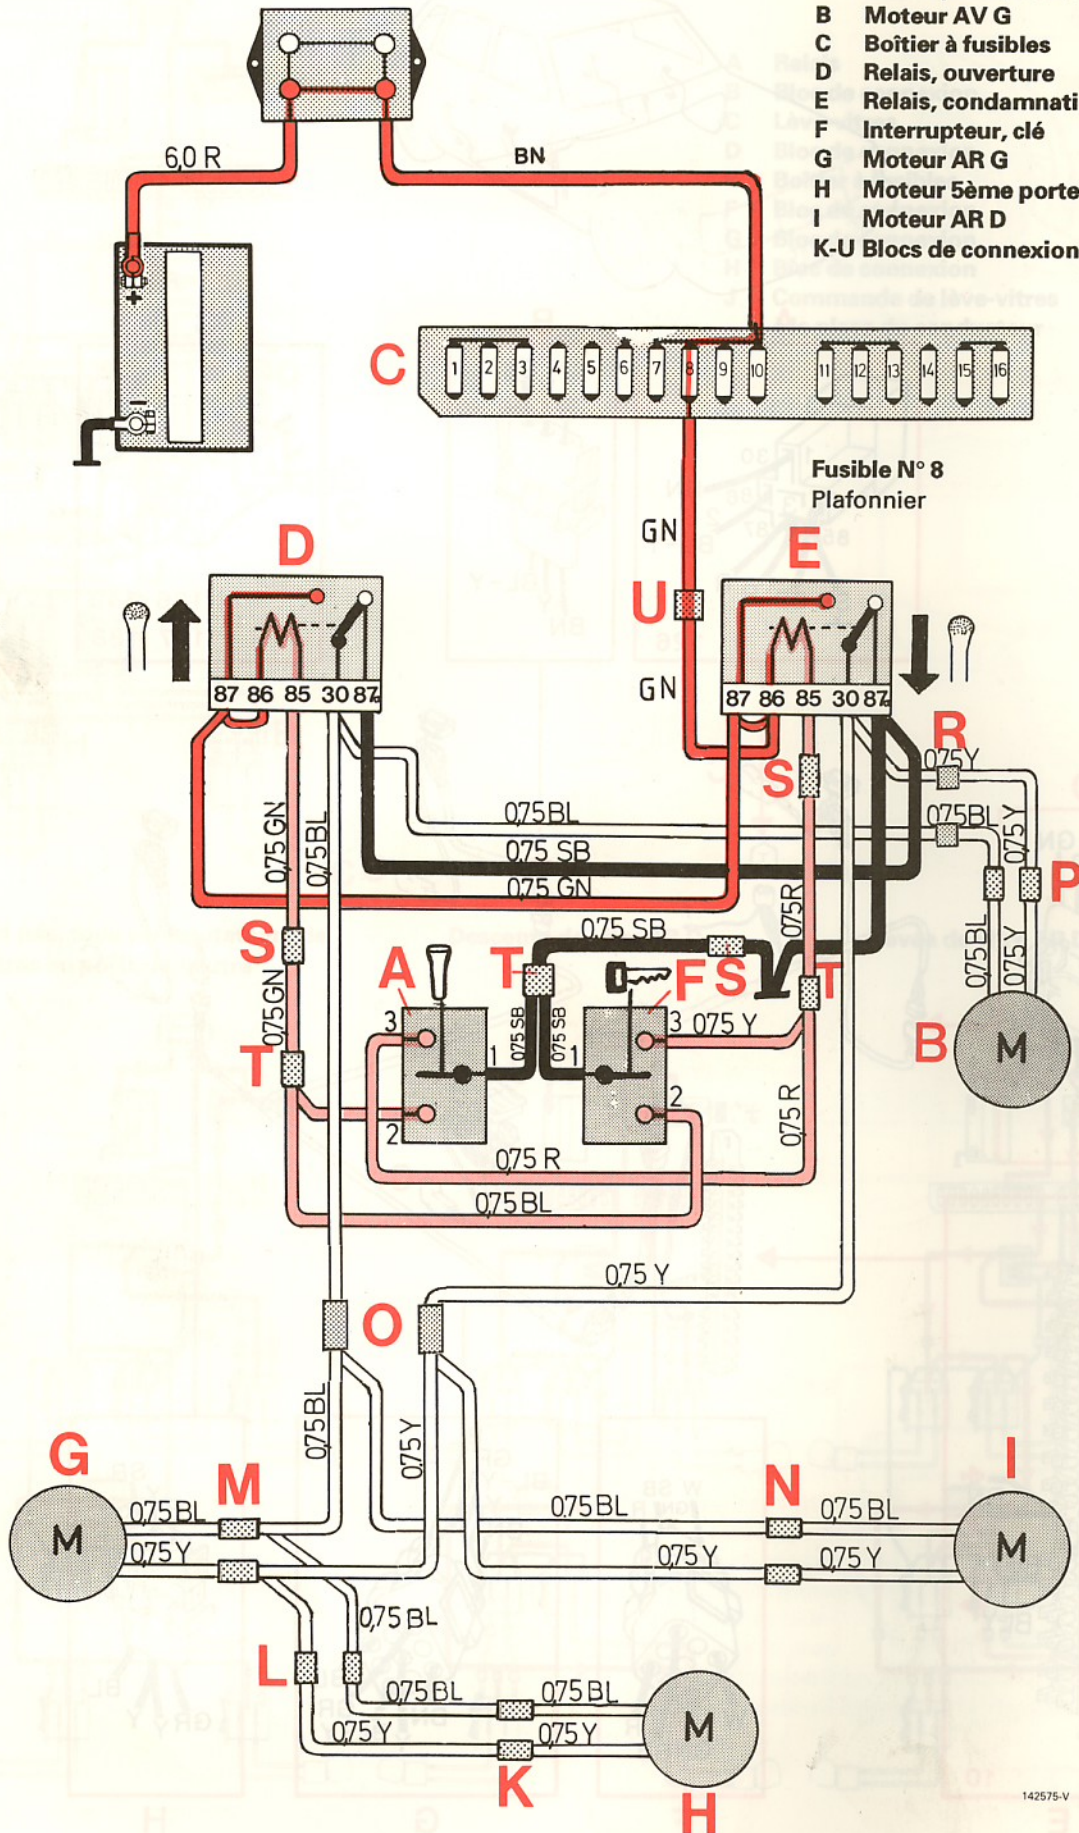 B Moteur AV G
C Boîtier à fusibles
D Relais, ouverture
E Relais, condamnati
F Interrupteur, clé
G Moteur AR G
H Moteur 5ème porte
I Moteur AR D
K-U Blocs de connexion
6,0 R
BN
+
-
C
1 2 3 4 5 6 7 8 9 10 11 12 13 14 15 16
Fusible N° 8
Plafonnier
GN
D
E
U
GN
87 86 85 30 87a
87 86 85 30 87a
R
S
0,75 Y
0,75 BL
0,75 BL
0,75 SB
0,75 GN
0,75 GN
0,75 BL
0,75 Y
P
0,75 R
0,75 SB
S
A
T
F
S
T
0,75 BL
0,75 Y
0,75 GN
3
0,75 SB
0,75 SB
3
0,75 Y
B
M
T
1
1
2
2
0,75 R
0,75 R
0,75 BL
0,75 Y
O
0,75 BL
0,75 Y
G
M
N
I
0,75 BL
0,75 BL
0,75 BL
M
M
0,75 Y
0,75 Y
0,75 Y
0,75 BL
L
0,75 BL
0,75 BL
0,75 Y
0,75 Y
M
K
H
142575-V